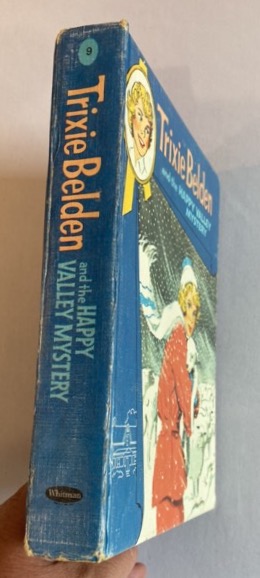 9
Trixie Belden
and the HAPPY
VALLEY MYSTERY
Whitman
Trixie Belden
and the HAPPY VALLEY
MYSTERY